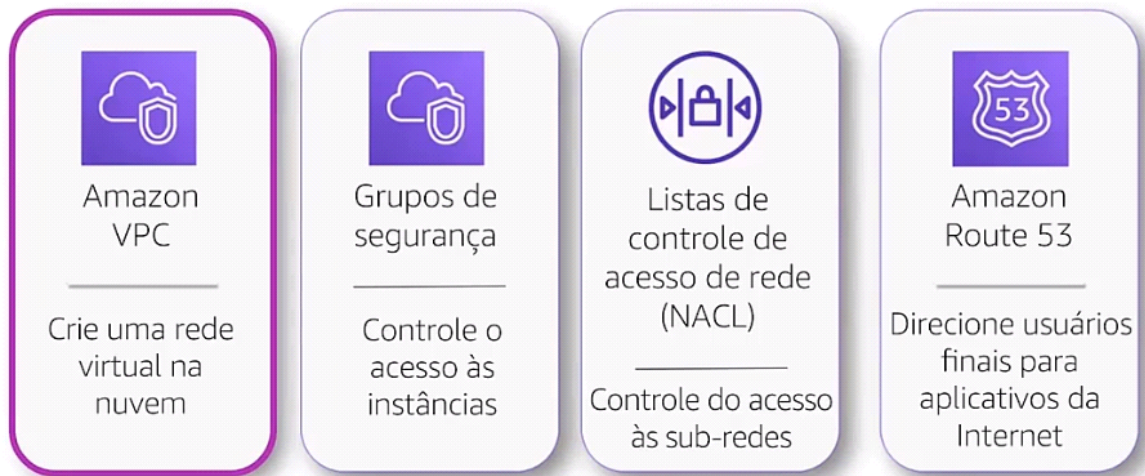 Amazon
VPC
Crie uma rede
virtual na
nuvem
Grupos de
segurança
Controle o
acesso às
instâncias
Listas de
controle de
acesso de rede
(NACL)
Controle do acesso
às sub-redes
53
Amazon
Route 53
Direcione usuários
finais para
aplicativos da
Internet